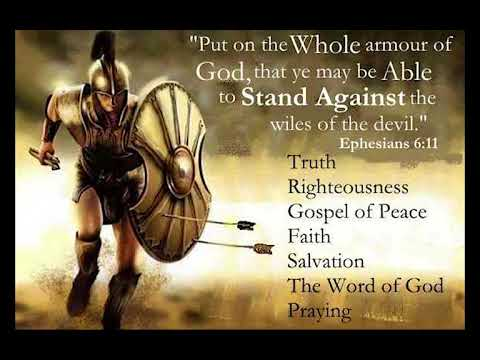 "Put on the Whole armour of
God, that ye may be Able
to Stand Against the
wiles of the devil."
Ephesians 6:11
Truth
Righteousness
Gospel of Peace
Faith
Salvation
The Word of God
Praying